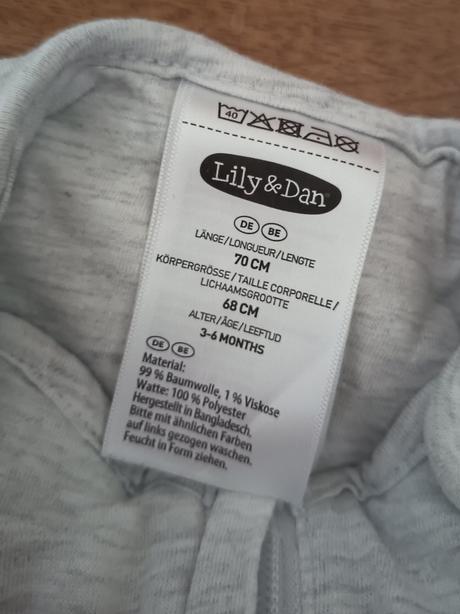 40
Lily&Dan
DE BE
LÄNGE/LONGUEUR/LENGTE
70 CM
KÖRPERGRÖSSE/TAILLE CORPORELLE/
LICHAAMSGROOTTE
68 CM
ALTER/ÂGE/LEEFTIJD
3-6 MONTHS
DE BE
Material:
99 % Baumwolle, 1 % Viskose
Watte: 100 % Polyester
Hergestellt in Bangladesch.
Bitte mit ähnlichen Farben
auf links gezogen waschen.
Feucht in Form ziehen.